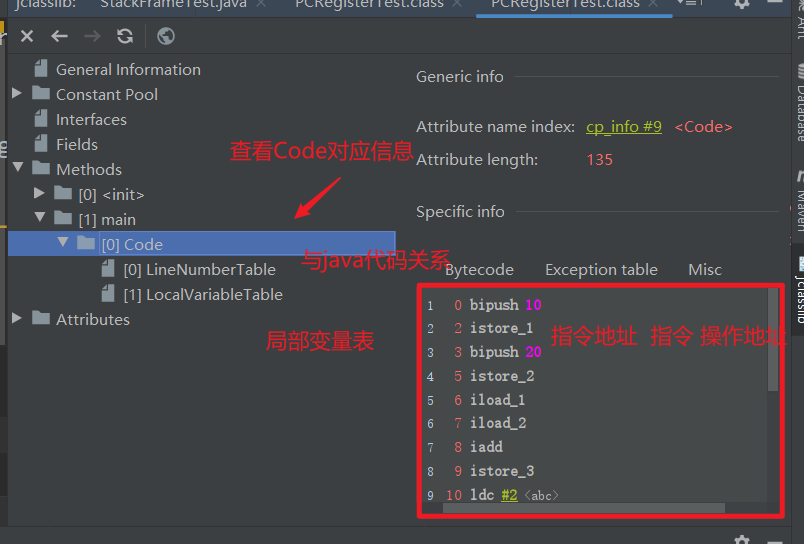 jclasslib:
StackFrameTest.java
PCRegisterTest.class
PCRegisterTest.class
General Information
Constant Pool
Interfaces
Fields
Methods
[0] <init>
[1] main
[0] Code
[0] LineNumberTable
[1] LocalVariableTable
Attributes
查看Code对应信息
与java代码关系
局部变量表
Generic info
Attribute name index: cp_info #9 <Code>
Attribute length: 135
Specific info
Bytecode Exception table Misc
1 0 bipush 10
2 2 istore_1
3 3 bipush 20
4 5 istore_2
5 6 iload_1
6 7 iload_2
7 8 iadd
8 9 istore_3
9 10 ldc #2 <abc>
指令地址 指令 操作地址
Database
Maven
jclasslib